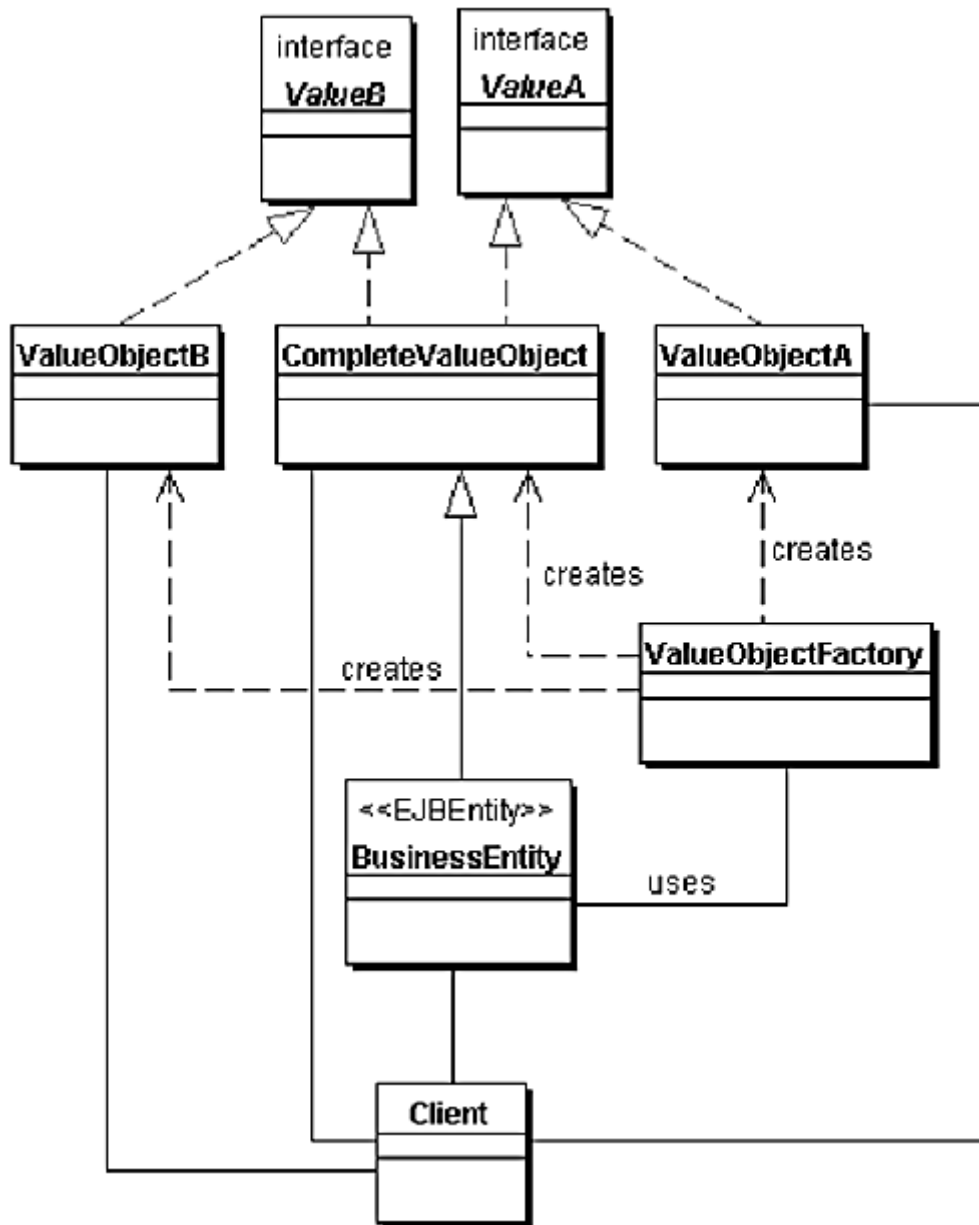 interface
ValueB
interface
ValueA
ValueObjectB
CompleteValueObject
ValueObjectA
creates
creates
ValueObjectFactory
creates
<<EJBEntity>>
BusinessEntity
uses
Client